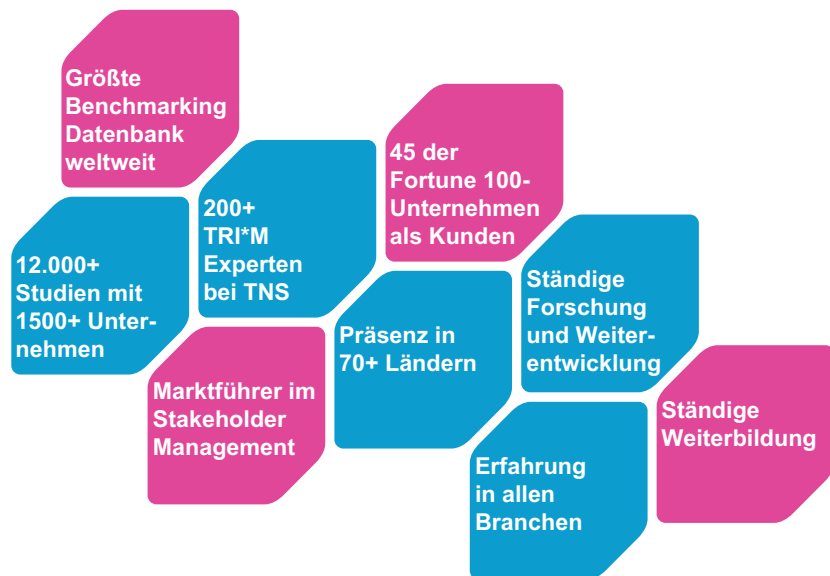 Größte
Benchmarking
Datenbank
weltweit
45 der
Fortune 100-
Unternehmen
als Kunden
200+
TRI*M
Experten
bei TNS
12.000+
Studien mit
1500+ Unter-
nehmen
Ständige
Forschung
und Weiter-
entwicklung
Präsenz in
70+ Ländern
Marktführer im
Stakeholder
Management
Ständige
Weiterbildung
Erfahrung
in allen
Branchen